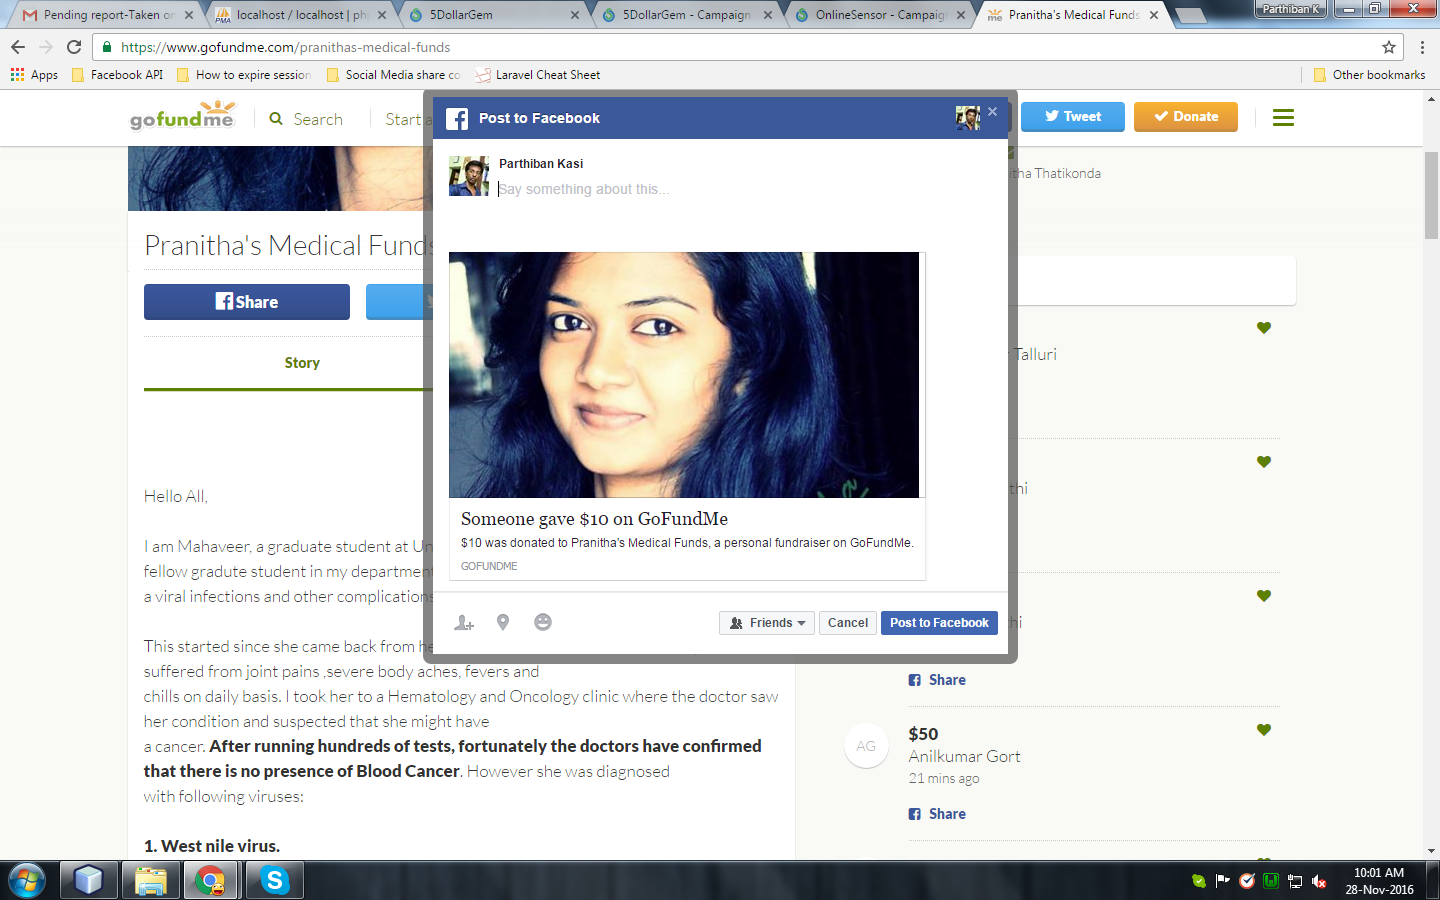 Pending report-Taken on
localhost / localhost | ph
5DollarGem
5DollarGem - Campaign
OnlineSensor - Campaign
Pranitha's Medical Funds
Parthiban K
https://www.gofundme.com/pranithas-medical-funds
Apps
Facebook API
How to expire session
Social Media share co
Laravel Cheat Sheet
Other bookmarks
gofundme
Search
Start a
Tweet
Donate
Post to Facebook
Parthiban Kasi
Say something about this...
Someone gave $10 on GoFundMe
$10 was donated to Pranitha's Medical Funds, a personal fundraiser on GoFundMe.
GOFUNDME
Friends
Cancel
Post to Facebook
Pranitha's Medical Funds
Share
Story
Hello All,
I am Mahaveer, a graduate student at Un
fellow gradute student in my department
a viral infections and other complications
This started since she came back from he
suffered from joint pains ,severe body aches, fevers and
chills on daily basis. I took her to a Hematology and Oncology clinic where the doctor saw
her condition and suspected that she might have
a cancer. After running hundreds of tests, fortunately the doctors have confirmed
that there is no presence of Blood Cancer. However she was diagnosed
with following viruses:
1. West nile virus.
itha Thatikonda
Talluri
thi
hi
Share
AG
$50
Anilkumar Gort
21 mins ago
Share
10:01 AM
28-Nov-2016